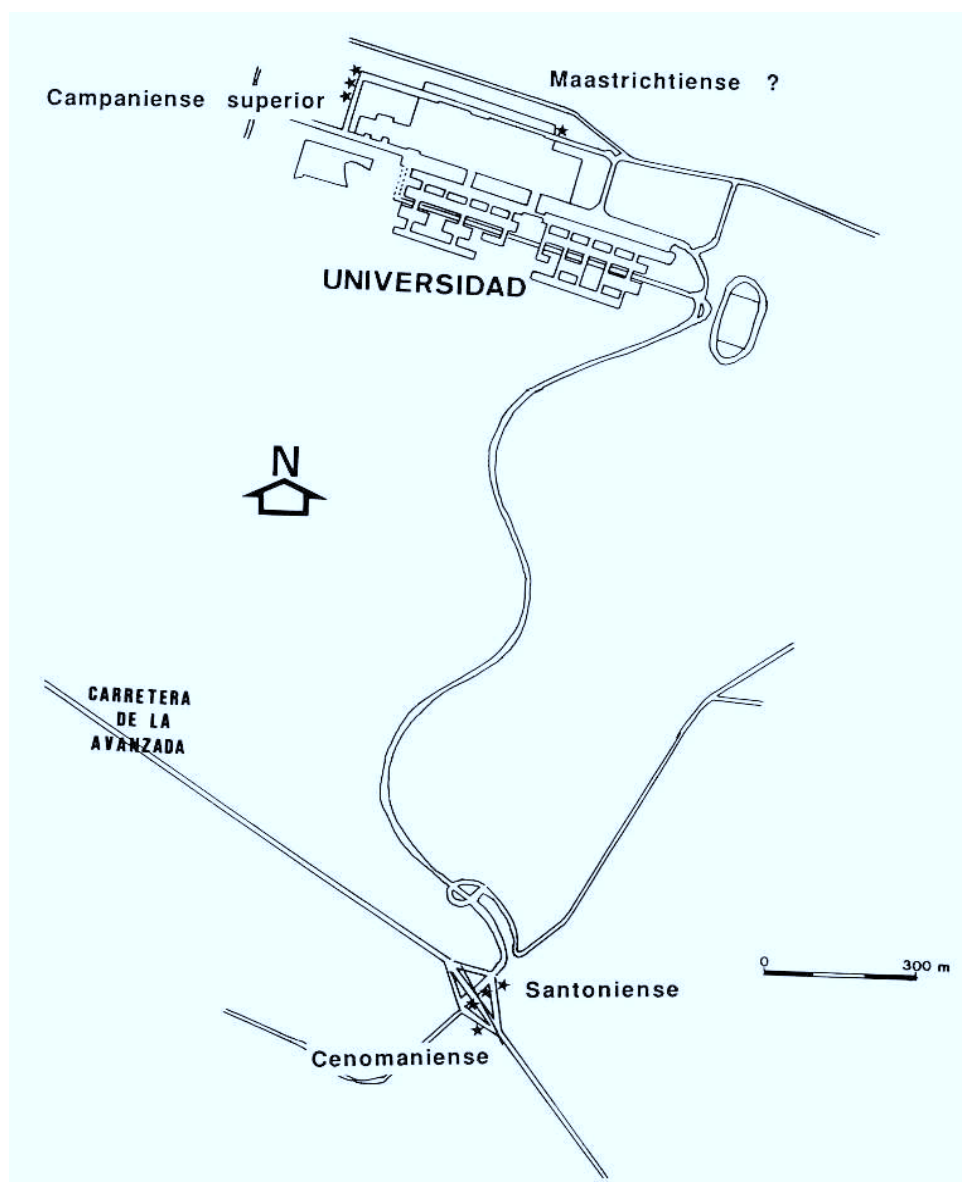 Maastrichtiense ?
Campaniense superior
UNIVERSIDAD
N
CARRETERA
DE LA
AVANZADA
0 300 m
Santoniense
Cenomaniense